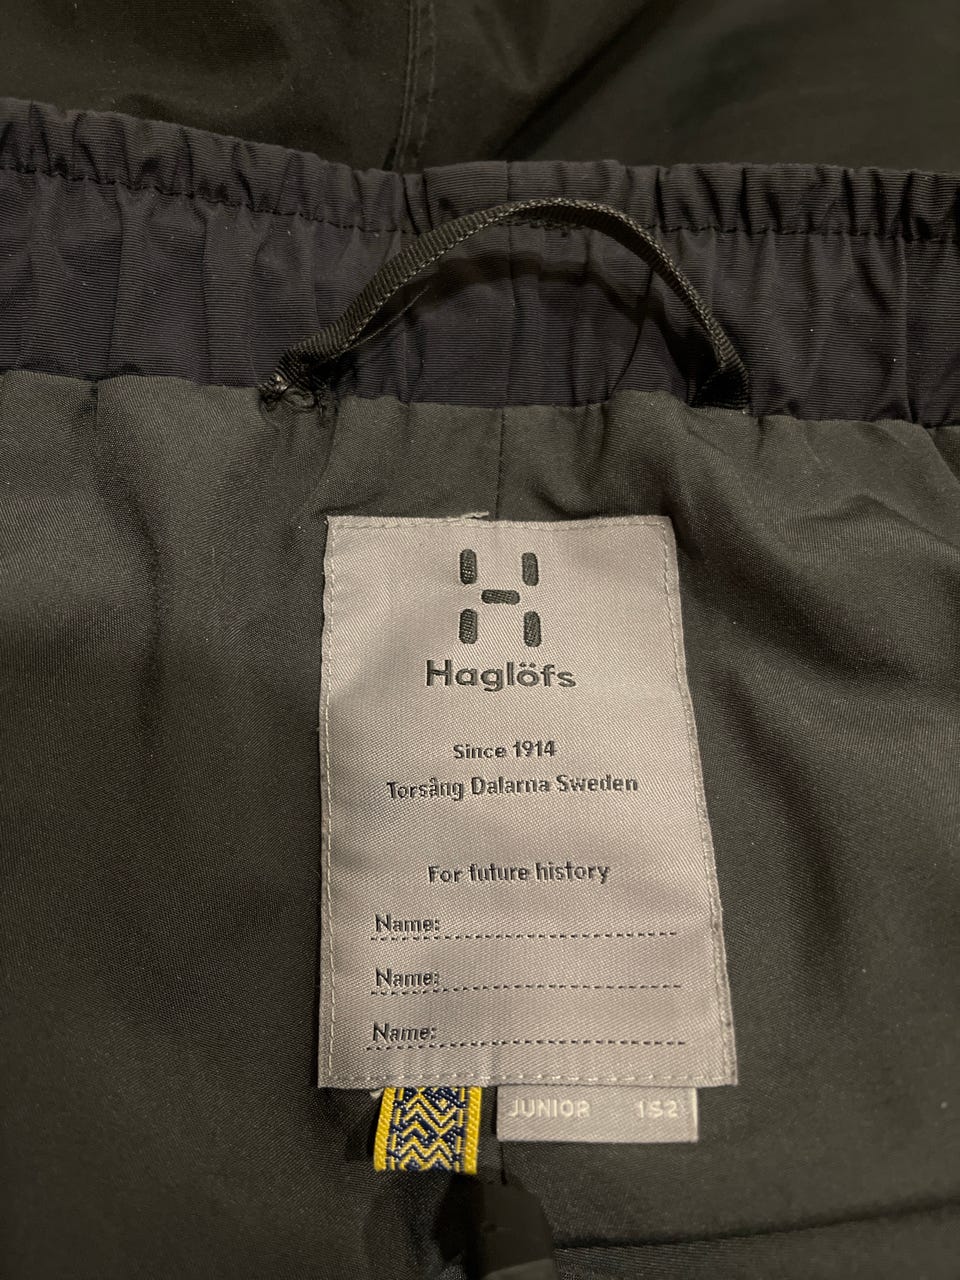 Haglöfs
Since 1914
Torsång Dalarna Sweden
For future history
Name:
Name:
Name:
JUNIOR 152